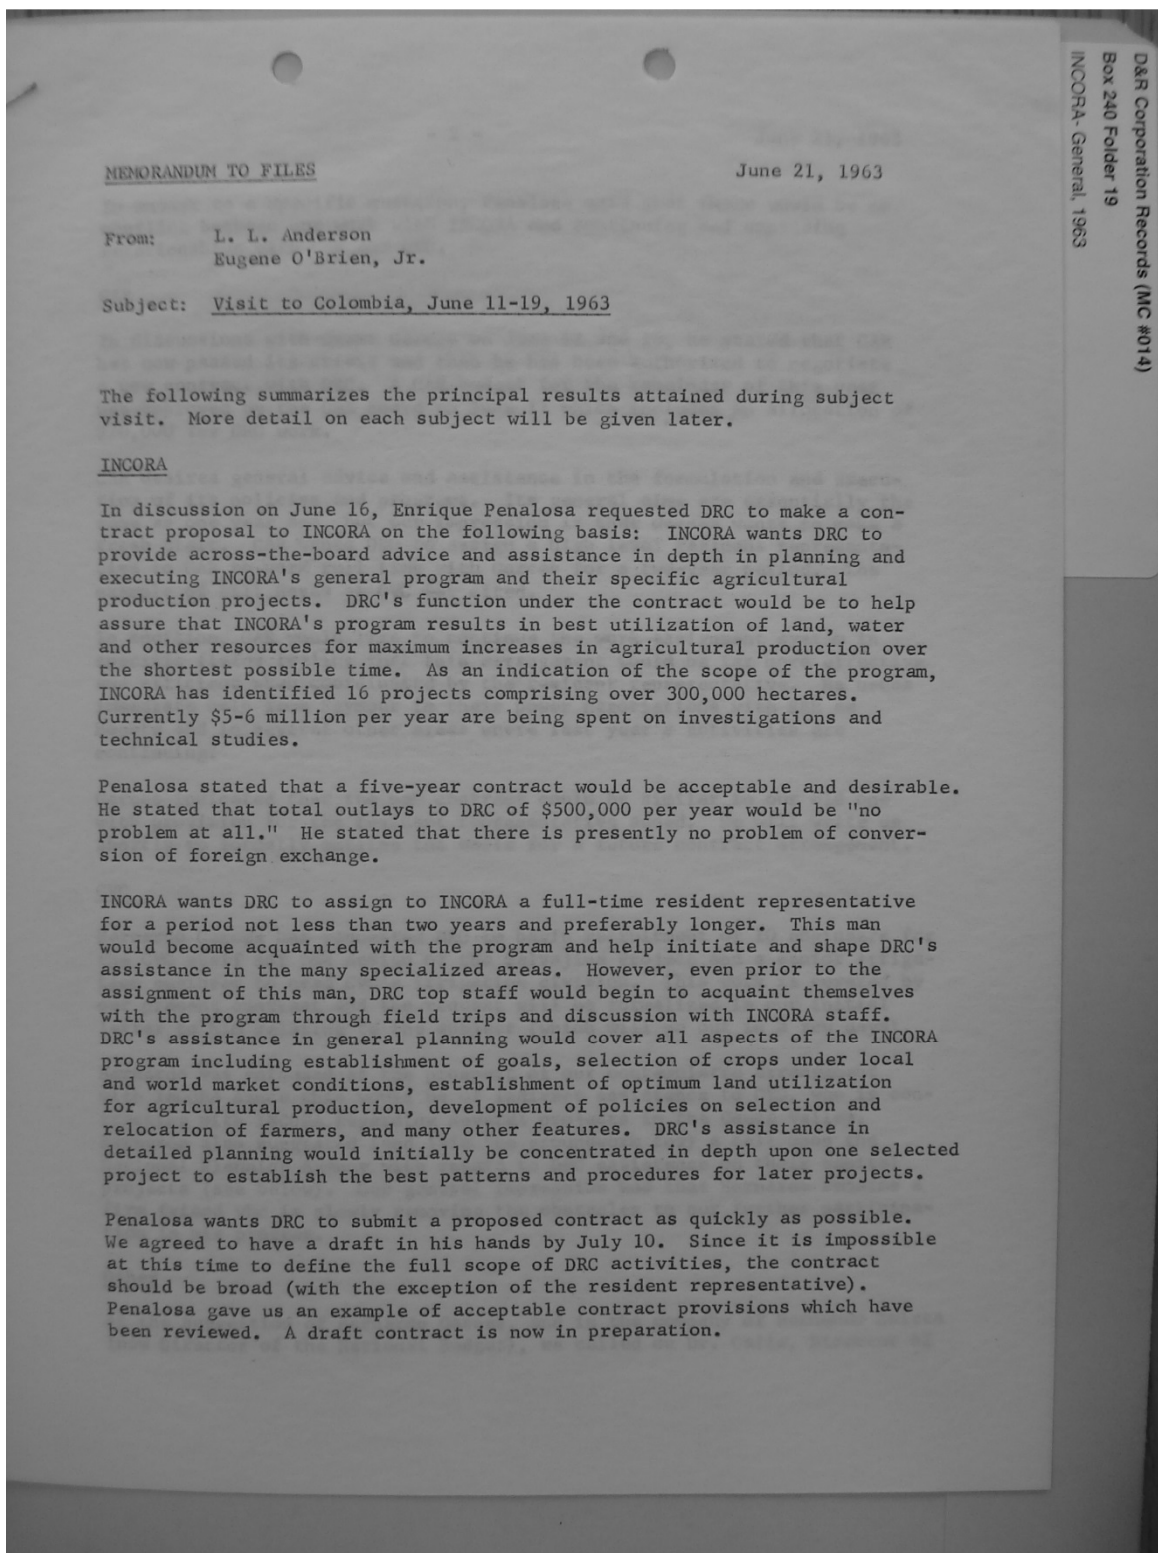 MEMORANDUM TO FILES
June 21, 1963
From: L. L. Anderson
Eugene O'Brien, Jr.
Subject: Visit to Colombia, June 11-19, 1963
The following summarizes the principal results attained during subject
visit. More detail on each subject will be given later.
INCORA
In discussion on June 16, Enrique Penalosa requested DRC to make a con-
tract proposal to INCORA on the following basis: INCORA wants DRC to
provide across-the-board advice and assistance in depth in planning and
executing INCORA's general program and their specific agricultural
production projects. DRC's function under the contract would be to help
assure that INCORA's program results in best utilization of land, water
and other resources for maximum increases in agricultural production over
the shortest possible time. As an indication of the scope of the program,
INCORA has identified 16 projects comprising over 300,000 hectares.
Currently $5-6 million per year are being spent on investigations and
technical studies.
Penalosa stated that a five-year contract would be acceptable and desirable.
He stated that total outlays to DRC of $500,000 per year would be "no
problem at all." He stated that there is presently no problem of conver-
sion of foreign exchange.
INCORA wants DRC to assign to INCORA a full-time resident representative
for a period not less than two years and preferably longer. This man
would become acquainted with the program and help initiate and shape DRC's
assistance in the many specialized areas. However, even prior to the
assignment of this man, DRC top staff would begin to acquaint themselves
with the program through field trips and discussion with INCORA staff.
DRC's assistance in general planning would cover all aspects of the INCORA
program including establishment of goals, selection of crops under local
and world market conditions, establishment of optimum land utilization
for agricultural production, development of policies on selection and
relocation of farmers, and many other features. DRC's assistance in
detailed planning would initially be concentrated in depth upon one selected
project to establish the best patterns and procedures for later projects.
Penalosa wants DRC to submit a proposed contract as quickly as possible.
We agreed to have a draft in his hands by July 10. Since it is impossible
at this time to define the full scope of DRC activities, the contract
should be broad (with the exception of the resident representative).
Penalosa gave us an example of acceptable contract provisions which have
been reviewed. A draft contract is now in preparation.
D&R Corporation Records (MC #014)
Box 240 Folder 19
INCORA- General, 1963